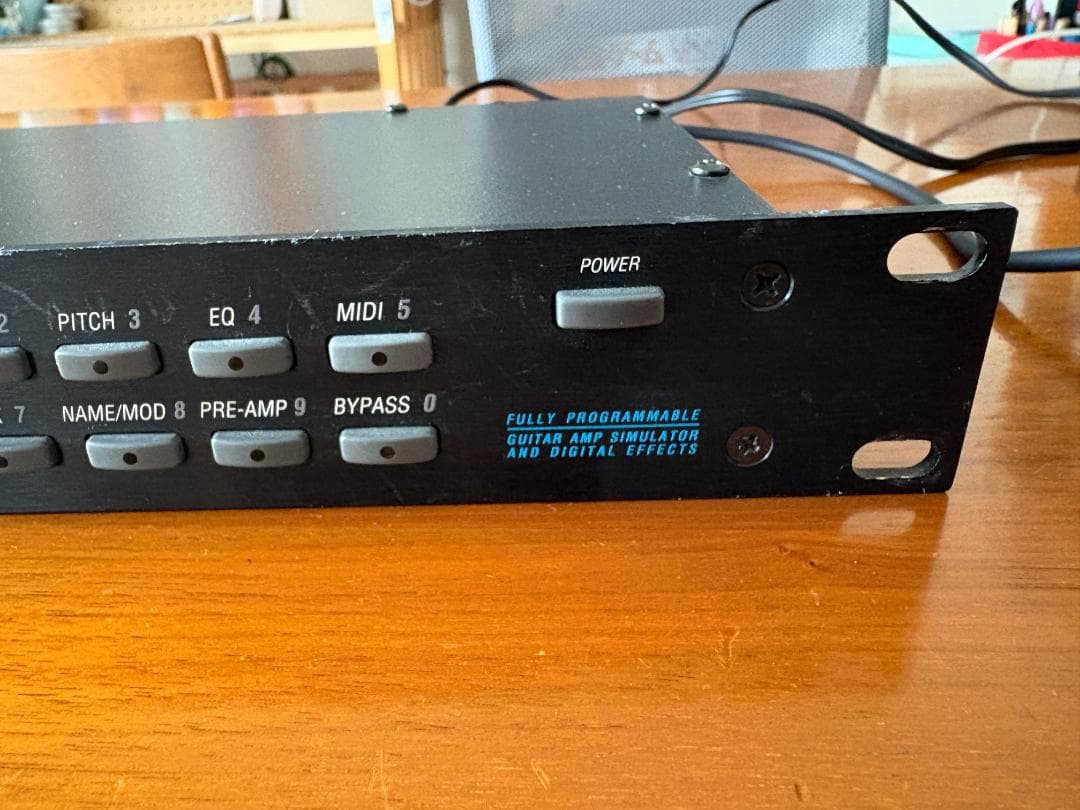 POWER
2 PITCH 3 EQ 4 MIDI 5
7 NAME/MOD 8 PRE-AMP 9 BYPASS 0
FULLY PROGRAMMABLE
GUITAR AMP SIMULATOR
AND DIGITAL EFFECTS